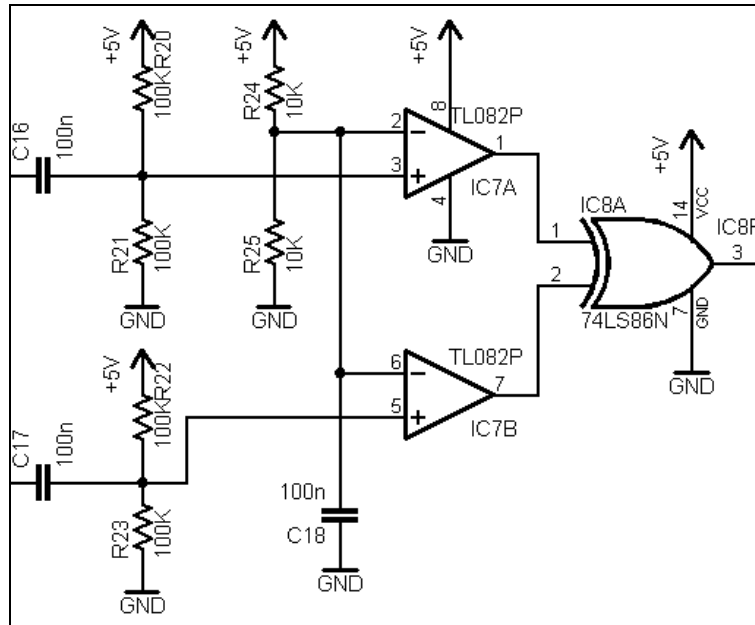 +5V
R20
100K
C16
100n
R21
100K
GND
+5V
R24
10K
R25
10K
GND
+5V
8
TL082P
2
-
3
+
1
4
IC7A
GND
+5V
14
VCC
IC8A
1
2
3
IC8P
74LS86N
7
GND
GND
+5V
R22
100K
C17
100n
R23
100K
GND
TL082P
6
-
5
+
7
IC7B
100n
C18
GND